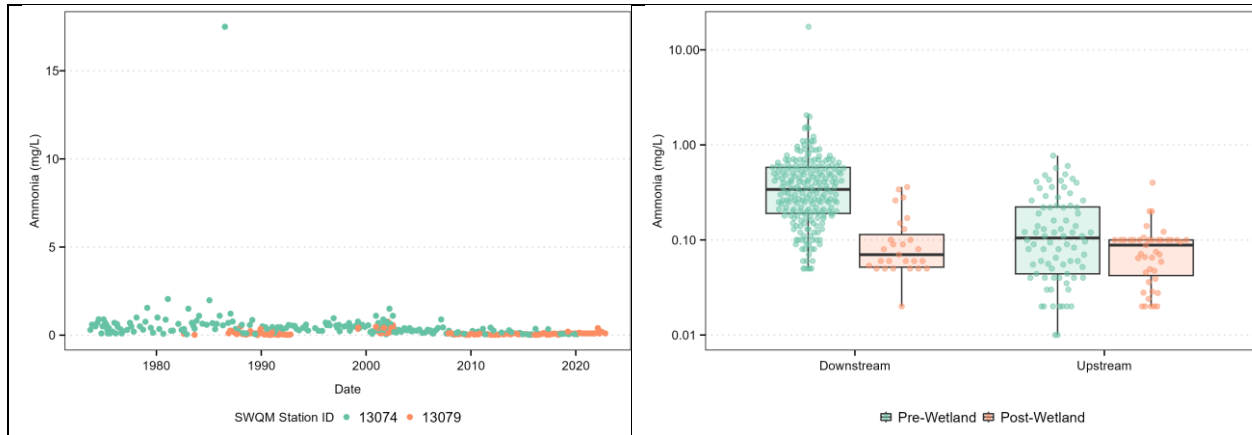 Ammonia (mg/L)
15
10
5
0
1980
1990
2000
2010
2020
Date
SWQM Station ID 13074 13079
Ammonia (mg/L)
10.00
1.00
0.10
0.01
Downstream
Upstream
Pre-Wetland Post-Wetland